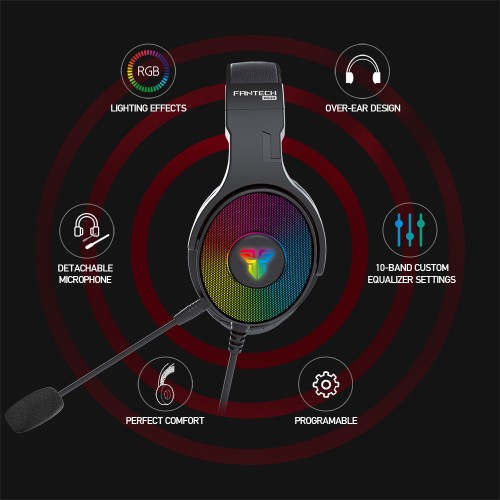 RGB
LIGHTING EFFECTS
OVER-EAR DESIGN
FANTECH
DETACHABLE
MICROPHONE
10-BAND CUSTOM
EQUALIZER SETTINGS
PERFECT COMFORT
PROGRAMABLE